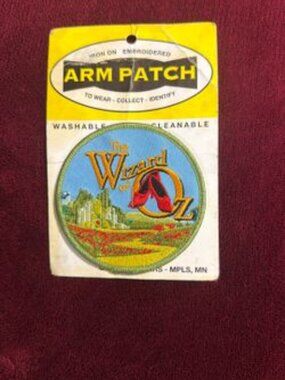 IRON ON EMBROIDERED
ARM PATCH
TO WEAR - COLLECT - IDENTIFY
WASHABLE CLEANABLE
The
Wizard
of
Oz
- MPLS, MN